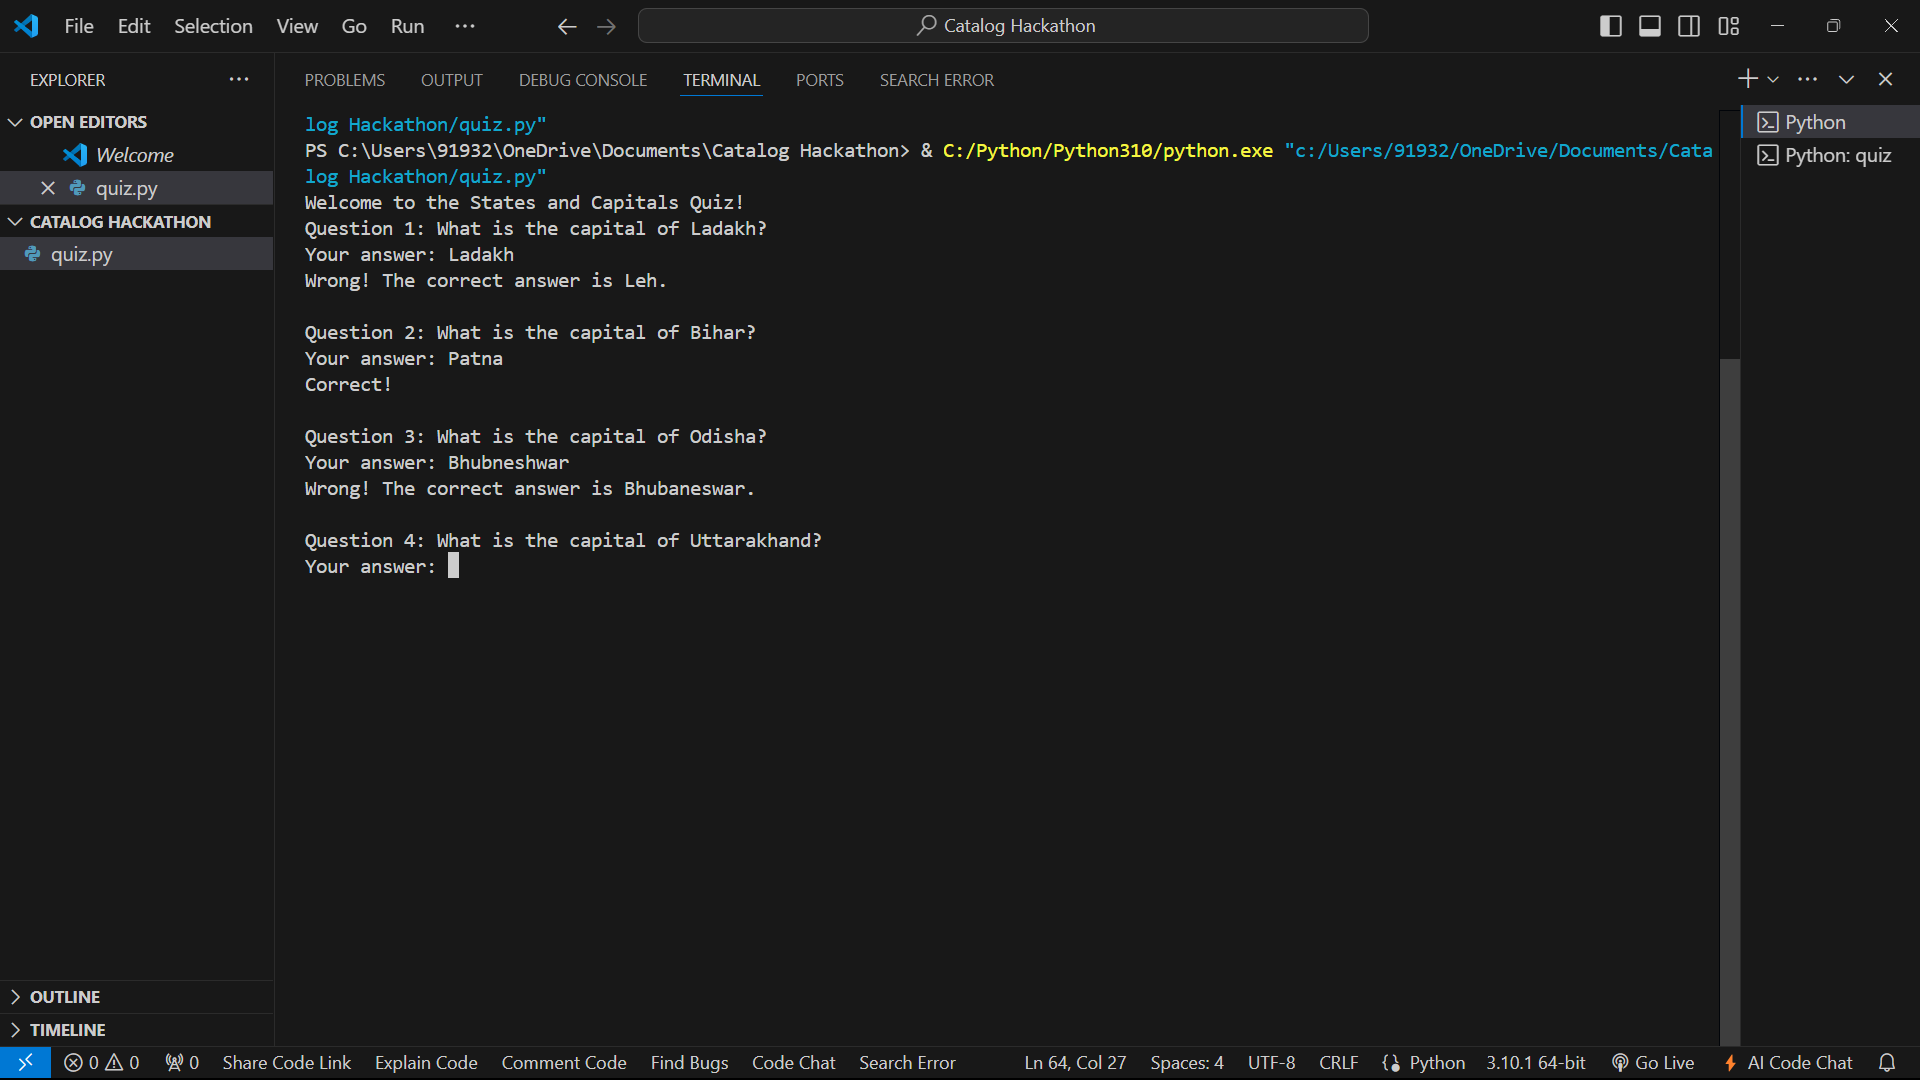 File Edit Selection View Go Run ···
Catalog Hackathon
EXPLORER ···
OPEN EDITORS
Welcome
quiz.py
CATALOG HACKATHON
quiz.py
OUTLINE
TIMELINE
PROBLEMS OUTPUT DEBUG CONSOLE TERMINAL PORTS SEARCH ERROR
log Hackathon/quiz.py"
PS C:\Users\91932\OneDrive\Documents\Catalog Hackathon> & C:/Python/Python310/python.exe "c:/Users/91932/OneDrive/Documents/Cata
log Hackathon/quiz.py"
Welcome to the States and Capitals Quiz!
Question 1: What is the capital of Ladakh?
Your answer: Ladakh
Wrong! The correct answer is Leh.
Question 2: What is the capital of Bihar?
Your answer: Patna
Correct!
Question 3: What is the capital of Odisha?
Your answer: Bhubneshwar
Wrong! The correct answer is Bhubaneswar.
Question 4: What is the capital of Uttarakhand?
Your answer:
Python
Python: quiz
0 0 0 Share Code Link Explain Code Comment Code Find Bugs Code Chat Search Error Ln 64, Col 27 Spaces: 4 UTF-8 CRLF Python 3.10.1 64-bit Go Live AI Code Chat